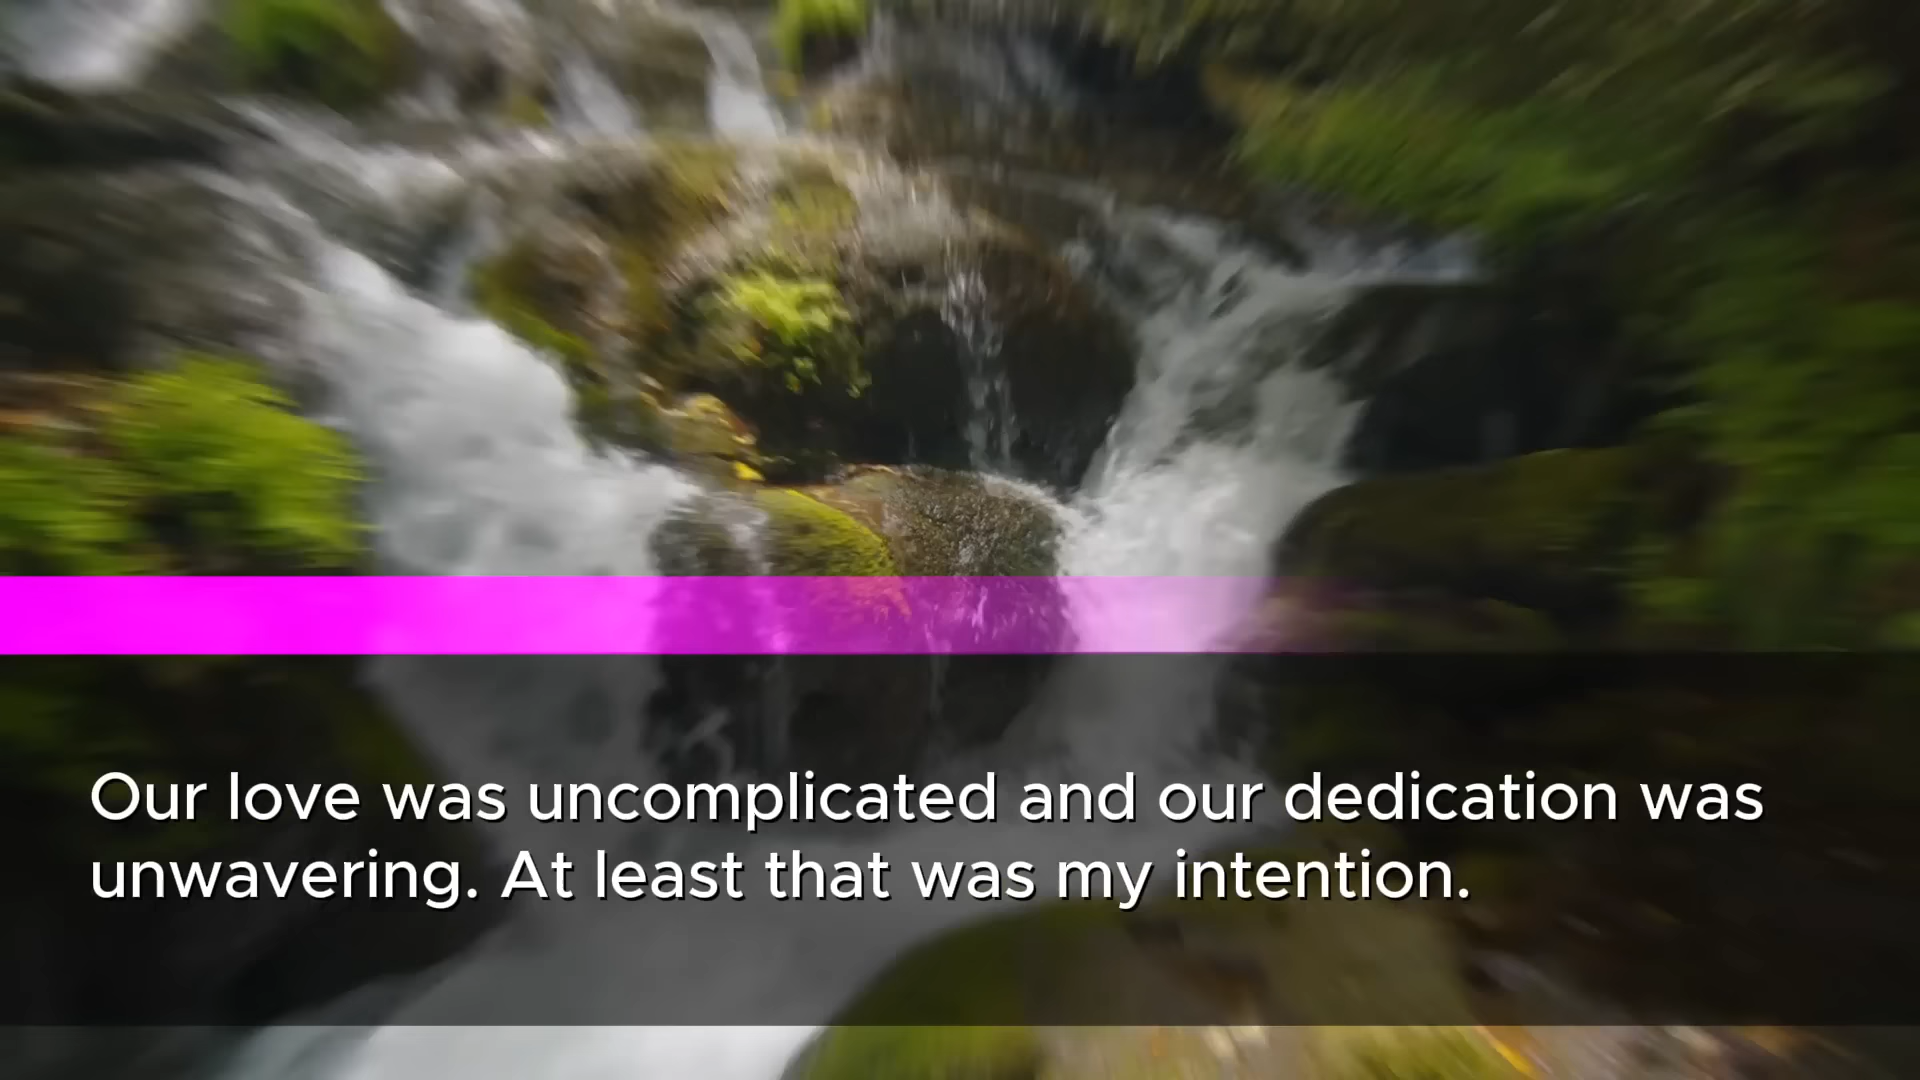 Our love was uncomplicated and our dedication was
unwavering. At least that was my intention.